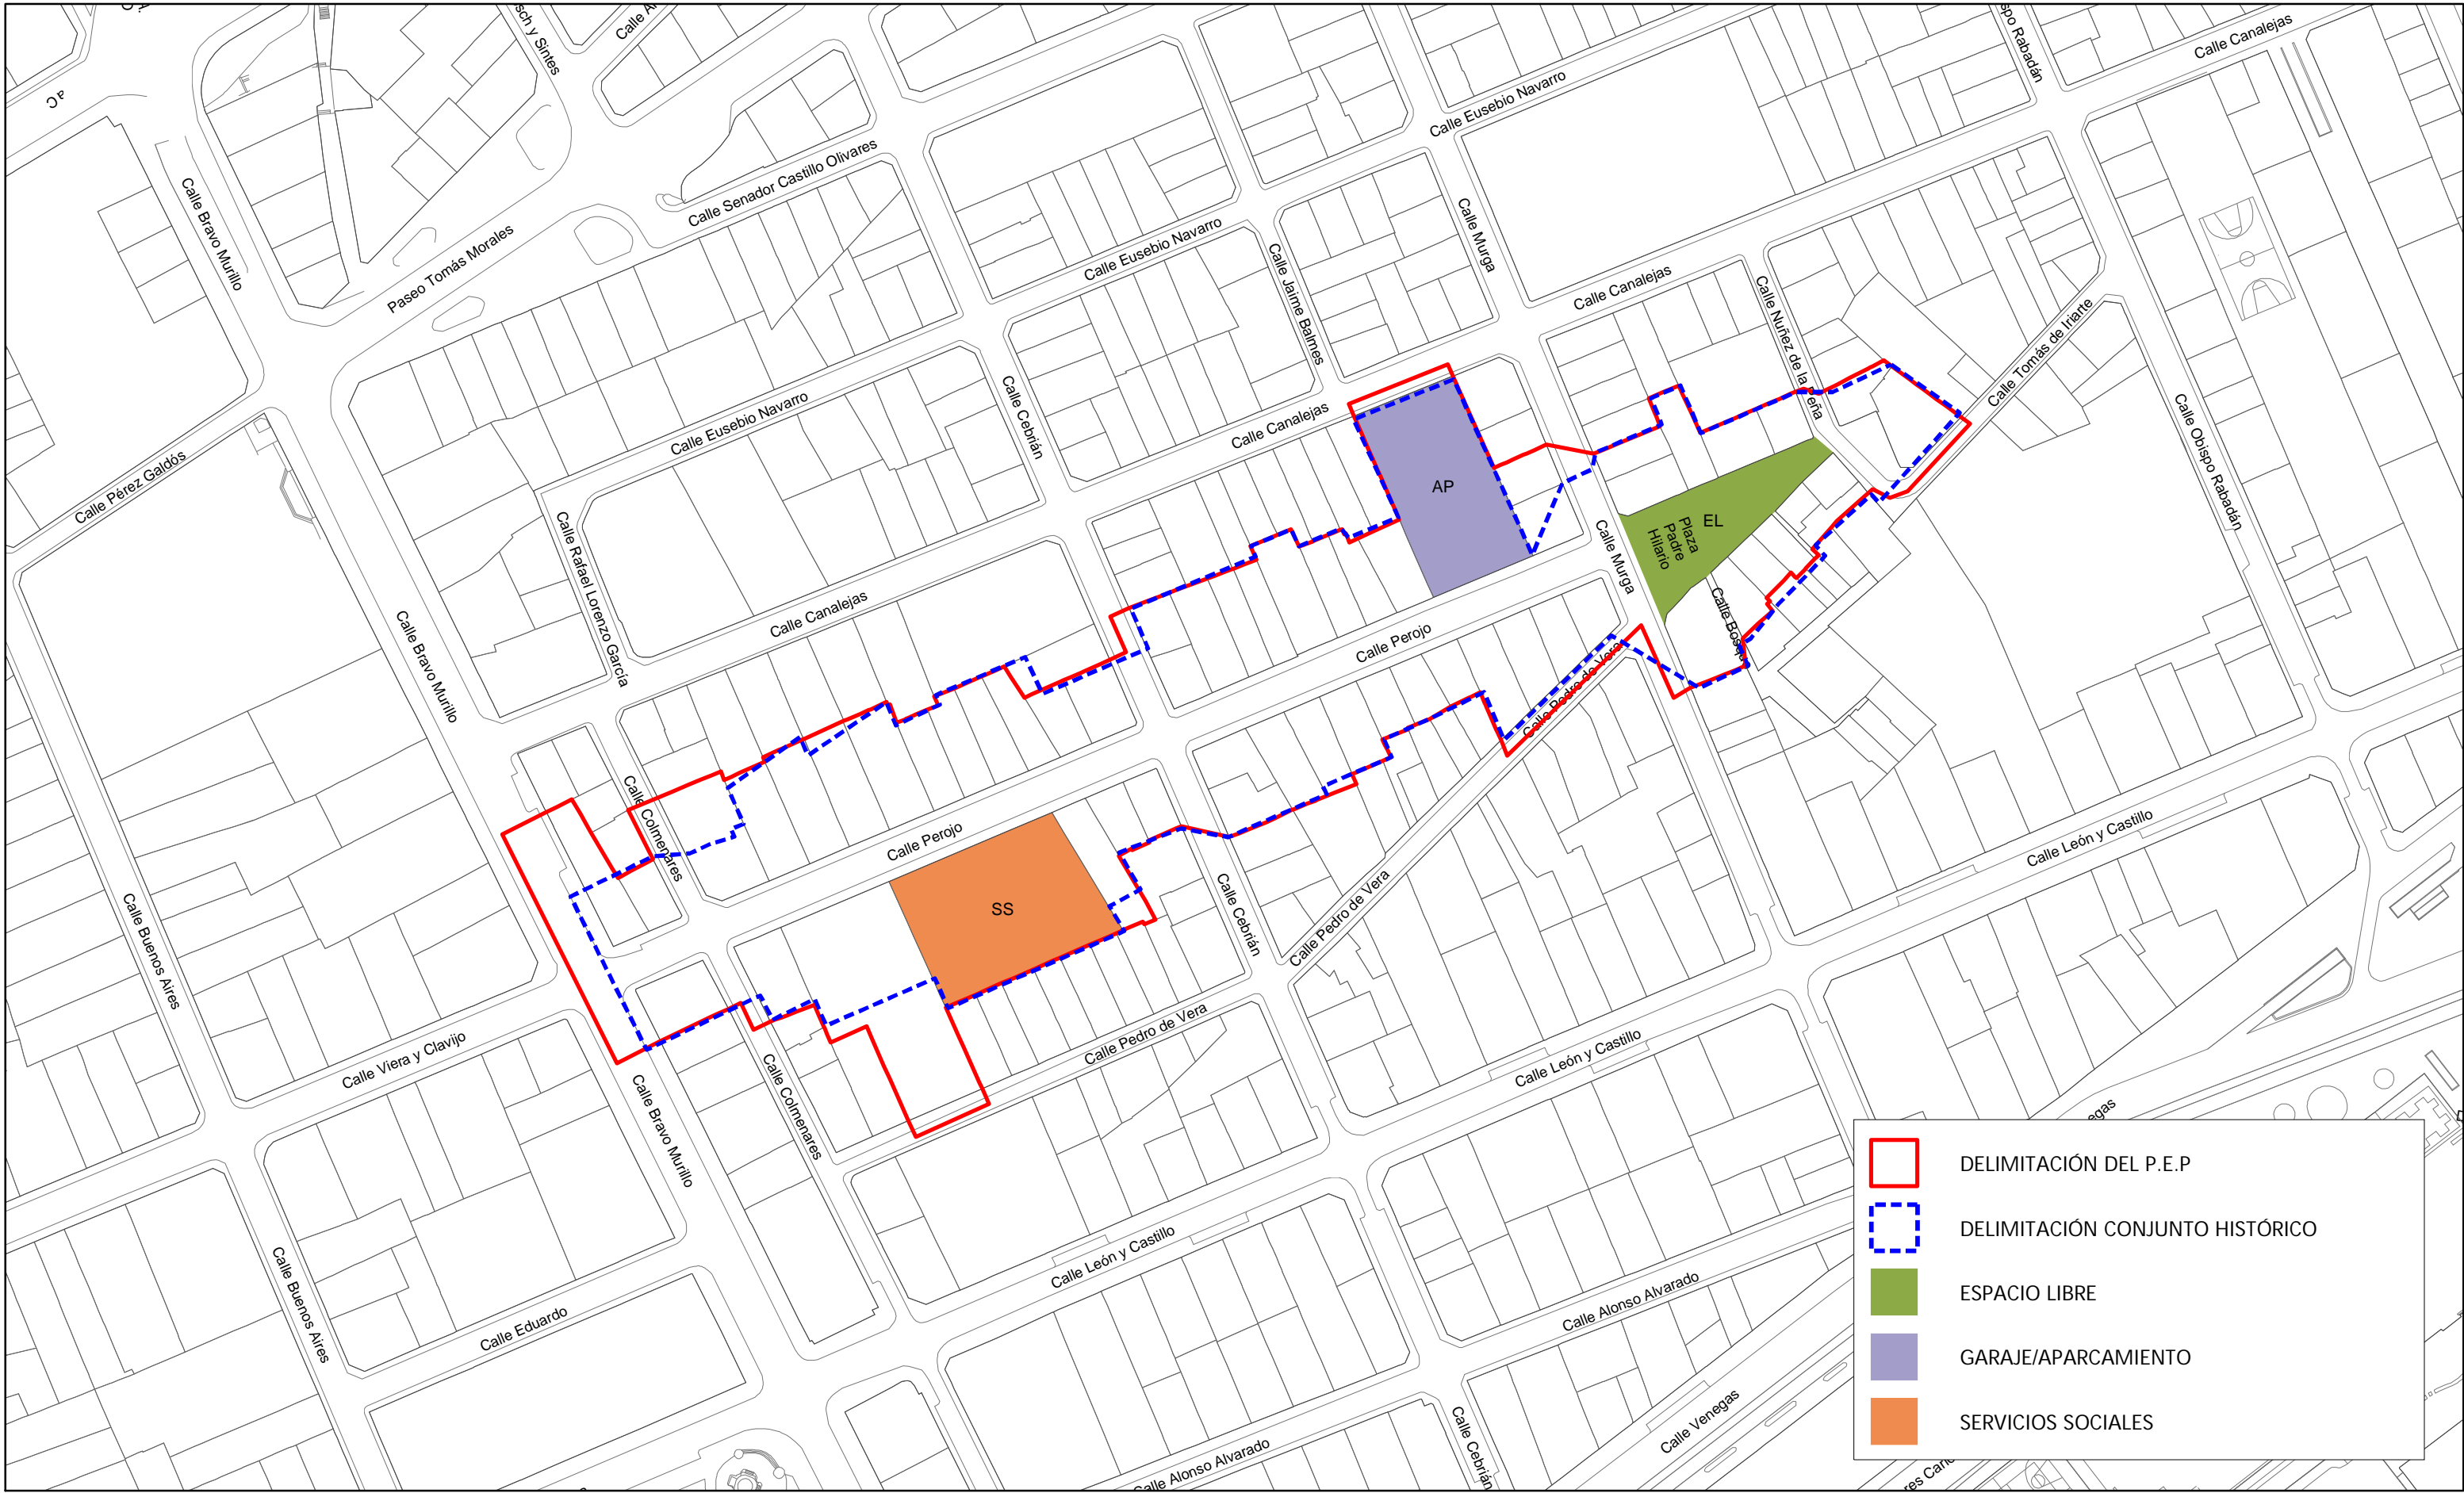 Calle Canalejas
Calle Eusebio Navarro
Calle Senador Castillo Olivares
Calle Bravo Murillo
Paseo Tomás Morales
Calle Eusebio Navarro
Calle Jaime Balmes
Calle Murga
Calle Canalejas
Calle Nuñez de la Peña
Calle Tomás de Iriarte
Calle Obispo Rabadán
Calle Cebrián
Calle Eusebio Navarro
Calle Canalejas
Calle Pérez Galdós
AP
EL
Plaza
Padre
Hilario
Calle Murga
Calle Rafael Lorenzo García
Calle Canalejas
Calle Bravo Murillo
Calle Perojo
Calle Pedro de Vera
Calle Colmenares
Calle Perojo
SS
Calle Cebrián
Calle Pedro de Vera
Calle León y Castillo
Calle Buenos Aires
Calle Viera y Clavijo
Calle Pedro de Vera
Calle León y Castillo
Calle Colmenares
Calle Bravo Murillo
Calle León y Castillo
Calle Buenos Aires
Calle Eduardo
Calle Alonso Alvarado
Calle Venegas
Calle Alonso Alvarado
Calle Cebrián
DELIMITACIÓN DEL P.E.P
DELIMITACIÓN CONJUNTO HISTÓRICO
ESPACIO LIBRE
GARAJE/APARCAMIENTO
SERVICIOS SOCIALES